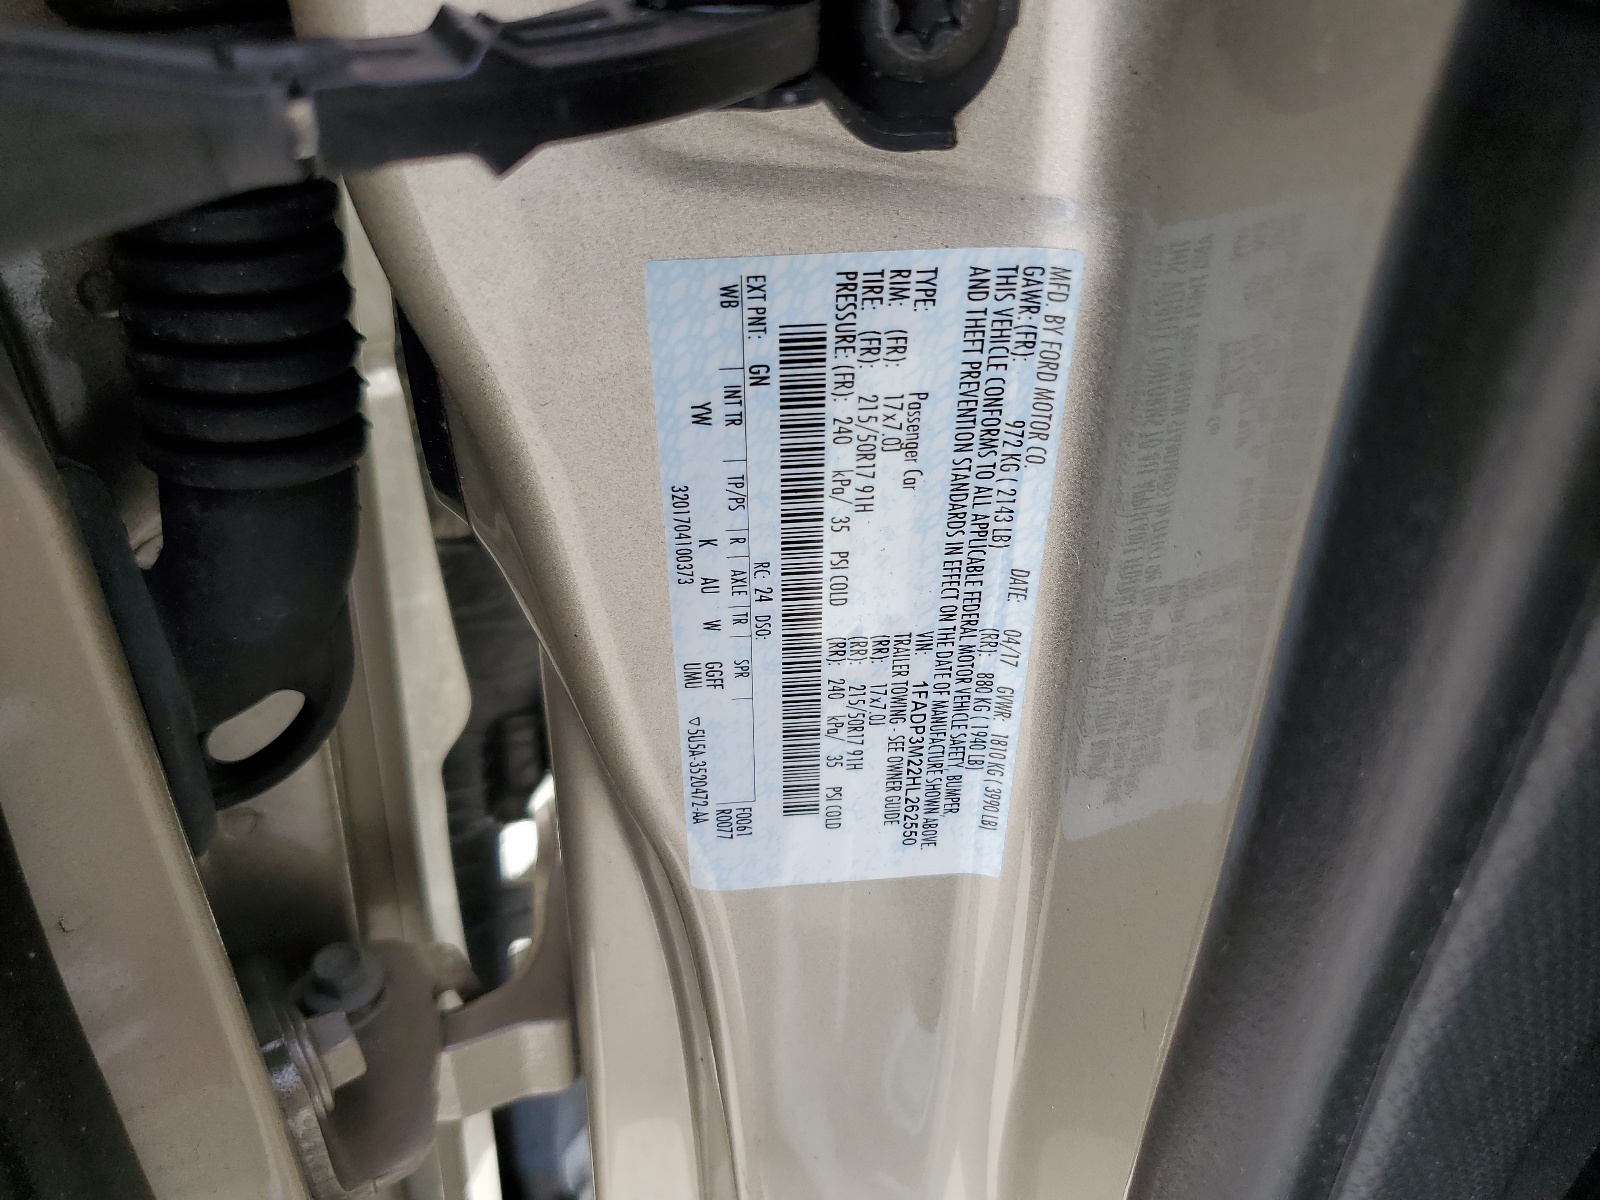 MFD. BY FORD MOTOR CO.
DATE: 04/17 GVWR: 1810 KG ( 3990 LB)
GAWR: (FR): 972 KG ( 2143 LB) (RR): 880 KG ( 1940 LB)
THIS VEHICLE CONFORMS TO ALL APPLICABLE FEDERAL MOTOR VEHICLE SAFETY, BUMPER,
AND THEFT PREVENTION STANDARDS IN EFFECT ON THE DATE OF MANUFACTURE SHOWN ABOVE.
VIN: 1FADP3M22HL262550
TYPE: Passenger Car TRAILER TOWING - SEE OWNER GUIDE
RIM: (FR): 17x7.0J (RR): 17x7.0J
TIRE: (FR): 215/50R17 91H (RR): 215/50R17 91H
PRESSURE: (FR): 240 kPa/ 35 PSI COLD (RR): 240 kPa/ 35 PSI COLD
EXT PNT: GN RC: 24 DSO: F0061
WB INT TR TP/PS R AXLE TR SPR R0077
YW K AU W GGFF
3201704100373 UMU ▽5U5A-3520472-AA